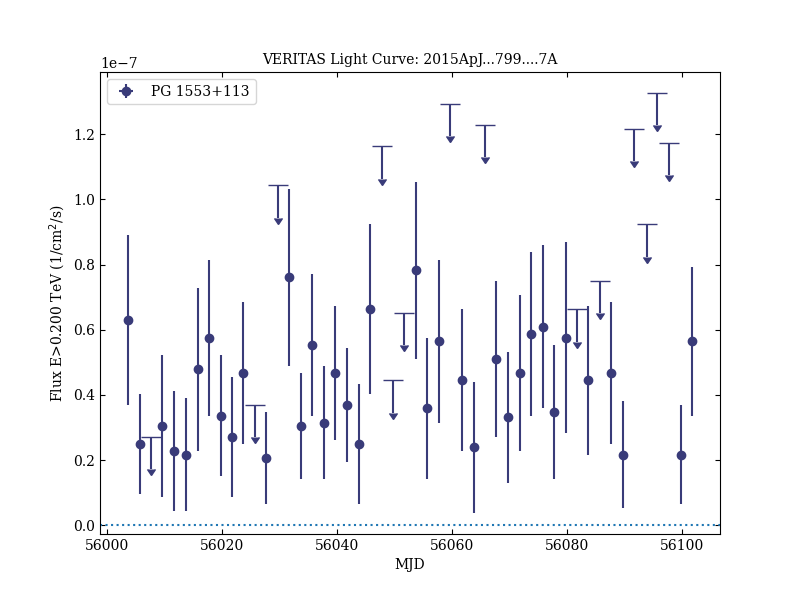 VERITAS Light Curve: 2015ApJ...799....7A
1e−7
PG 1553+113
1.2
1.0
0.8
0.6
0.4
0.2
0.0
Flux E>0.200 TeV (1/cm²/s)
56000 56020 56040 56060 56080 56100
MJD